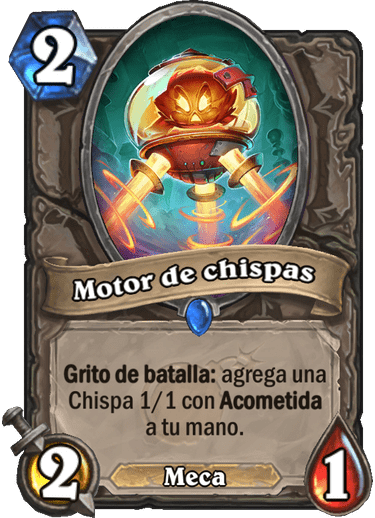 2
Motor de chispas
Grito de batalla: agrega una
Chispa 1/1 con Acometida
a tu mano.
2
Meca
1